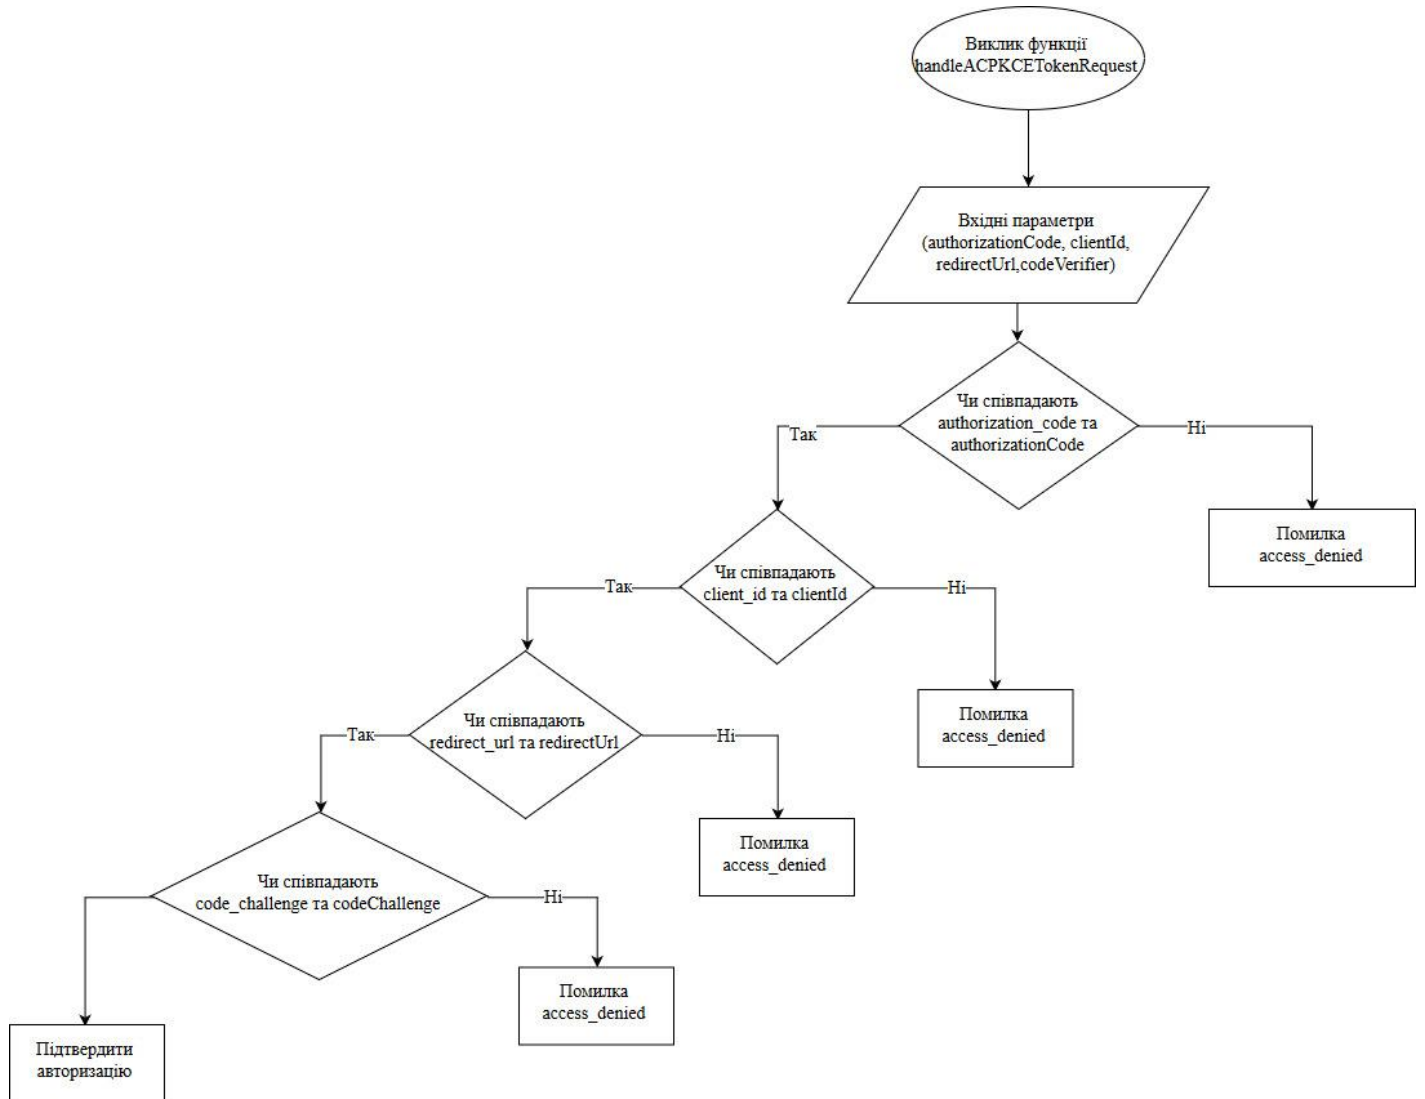 Виклик функції
handleACPKCETokenRequest
Вхідні параметри
(authorizationCode, clientId,
redirectUrl,codeVerifier)
Чи співпадають
authorization_code та
authorizationCode
Так
Ні
Помилка
access_denied
Чи співпадають
client_id та clientId
Так
Ні
Помилка
access_denied
Чи співпадають
redirect_url та redirectUrl
Так
Ні
Помилка
access_denied
Чи співпадають
code_challenge та codeChallenge
Ні
Помилка
access_denied
Підтвердити
авторизацію